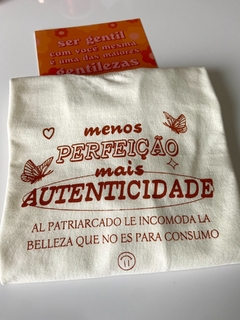 ser gentil
com você mesma
é uma das maiores
gentilezas
menos
PERFEIÇÃO
mais
AUTENTICIDADE
AL PATRIARCADO LE INCOMODA LA
BELLEZA QUE NO ES PARA CONSUMO